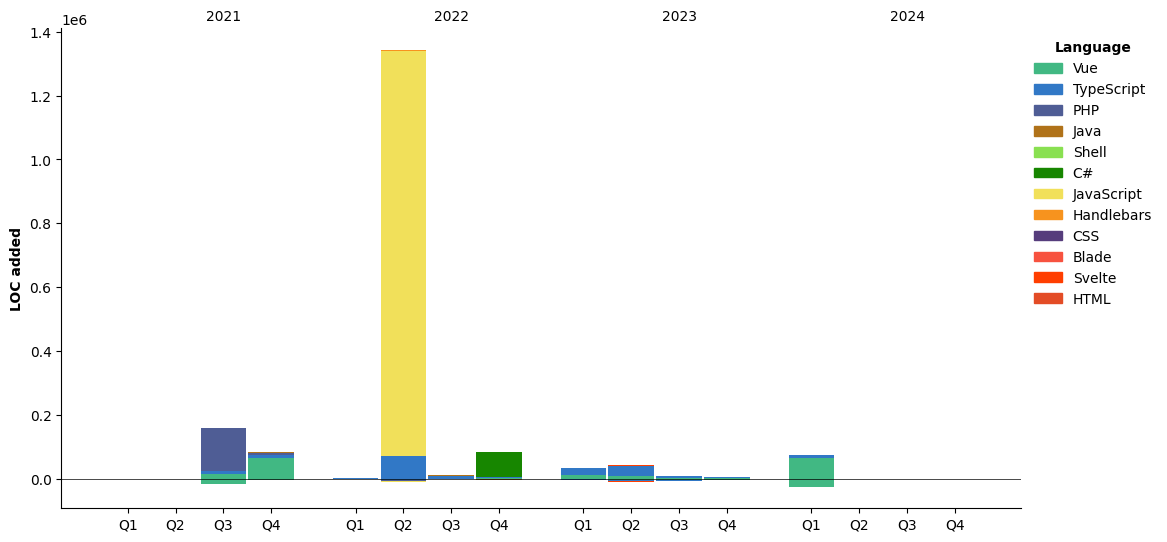 2021 2022 2023 2024
1e6
1.4
1.2
1.0
0.8
0.6
0.4
0.2
0.0
LOC added
Q1 Q2 Q3 Q4 Q1 Q2 Q3 Q4 Q1 Q2 Q3 Q4 Q1 Q2 Q3 Q4
Language
Vue
TypeScript
PHP
Java
Shell
C#
JavaScript
Handlebars
CSS
Blade
Svelte
HTML